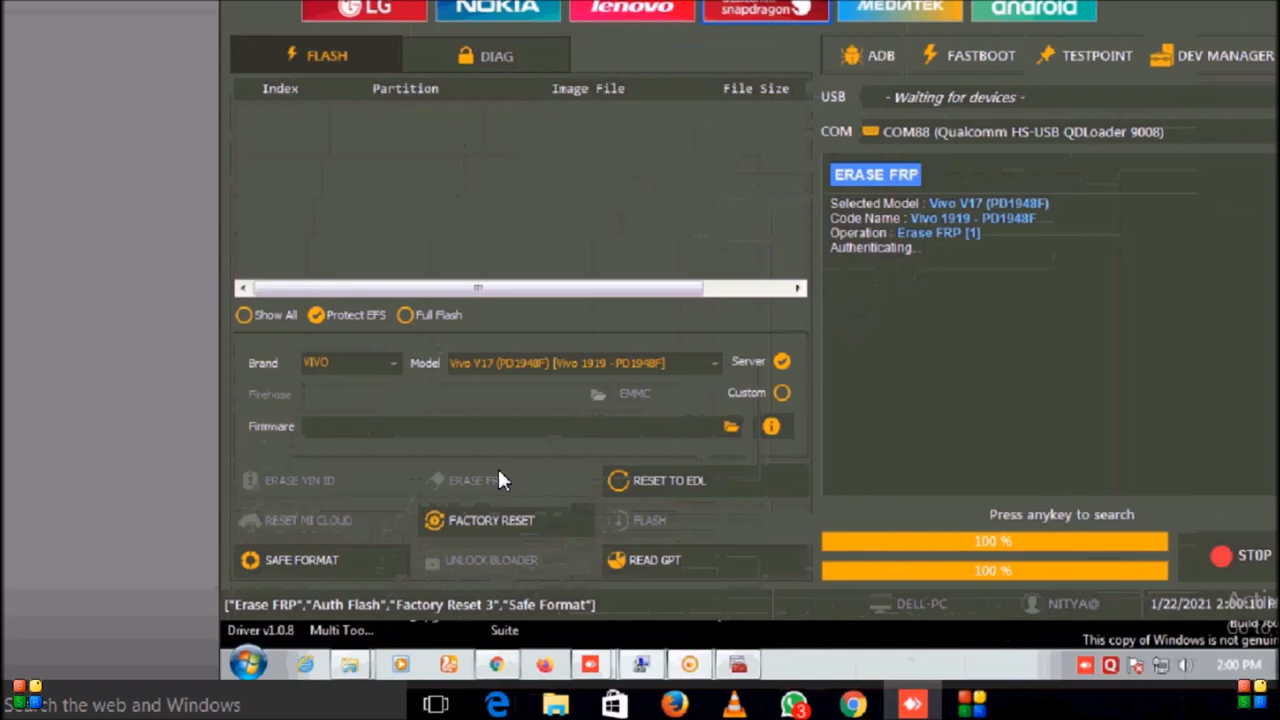 LG
NOKIA
lenovo
snapdragon
MEDIATEK
android
FLASH
DIAG
ADB
FASTBOOT
TESTPOINT
DEV MANAGER
Index
Partition
Image File
File Size
USB
- Waiting for devices -
COM
COM88 (Qualcomm HS-USB QDLoader 9008)
ERASE FRP
Selected Model : Vivo V17 (PD1948F)
Code Name : Vivo 1919 - PD1948F
Operation : Erase FRP [1]
Authenticating...
Show All
Protect EFS
Full Flash
Brand
VIVO
Model
Vivo V17 (PD1948F) [Vivo 1919 - PD1948F]
Server
Firehose
EMMC
Custom
Firmware
ERASE VIN ID
ERASE
RESET TO EDL
RESET MI CLOUD
FACTORY RESET
FLASH
SAFE FORMAT
UNLOCK BLOADER
READ GPT
Press anykey to search
100 %
100 %
STOP
["Erase FRP","Auth Flash","Factory Reset 3","Safe Format"]
DELL-PC
NITYA@
1/22/2021 2:00:10
Driver v1.0.8
Multi Too...
Suite
This copy of Windows is not genuin
2:00 PM
Search the web and Windows
3